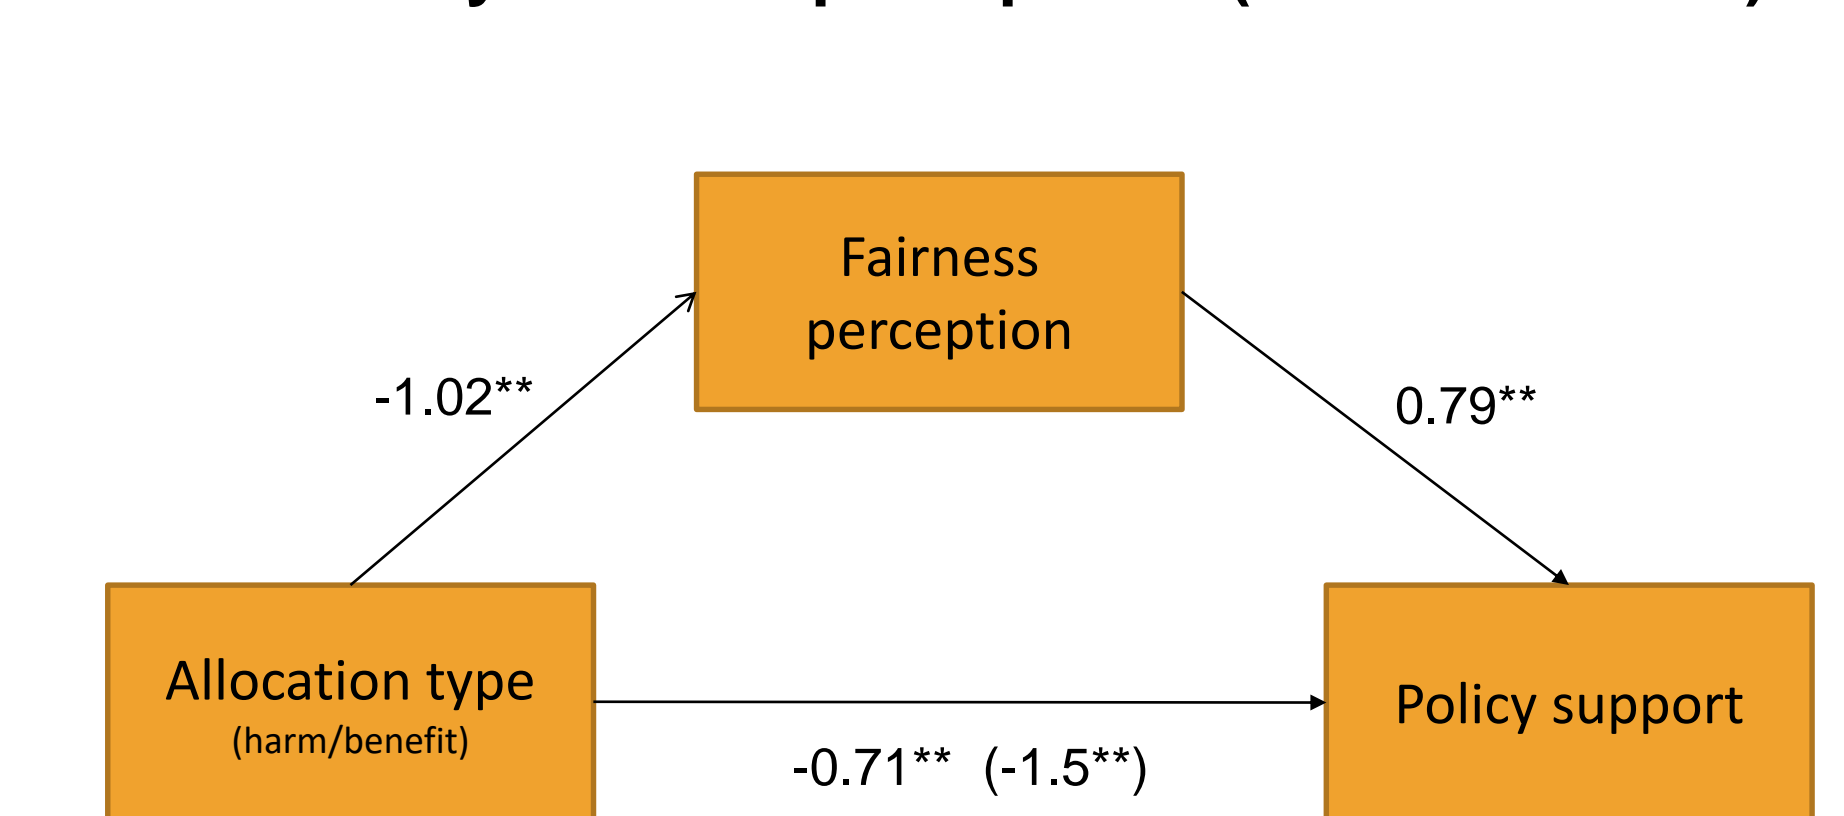 Fairness
perception
-1.02**
0.79**
Allocation type
(harm/benefit)
Policy support
-0.71** (-1.5**)